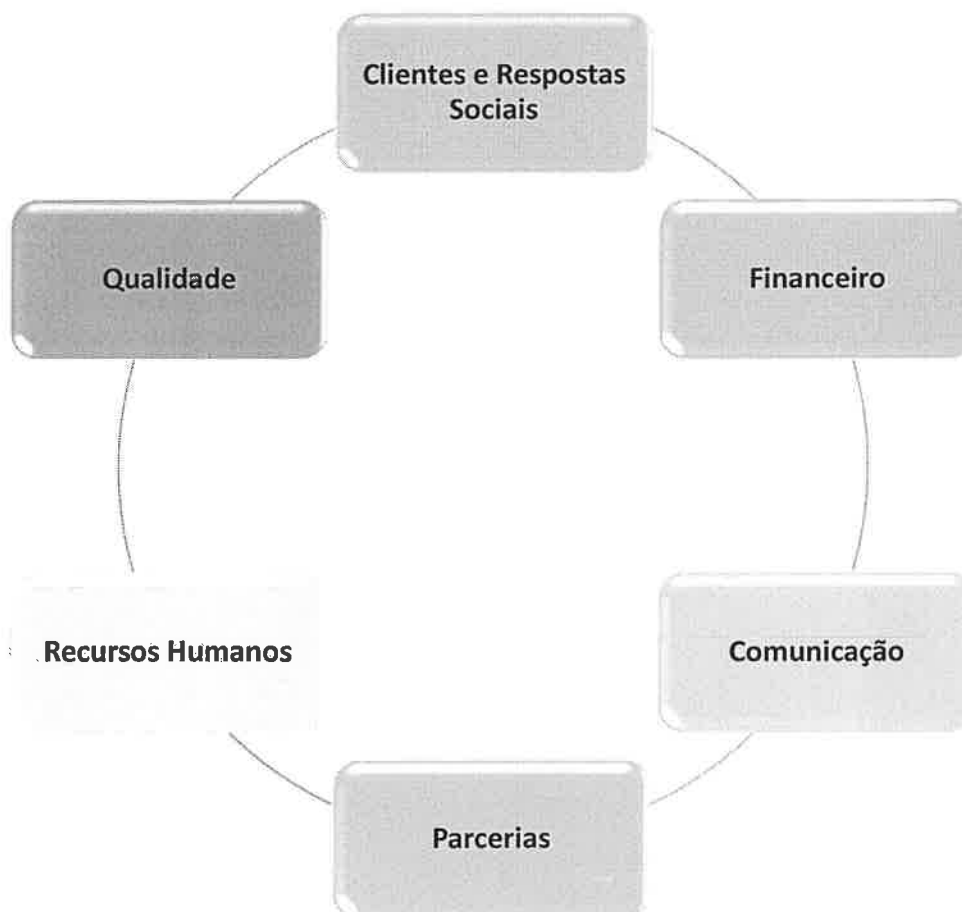 Clientes e Respostas
Sociais
Qualidade
Financeiro
Recursos Humanos
Comunicação
Parcerias